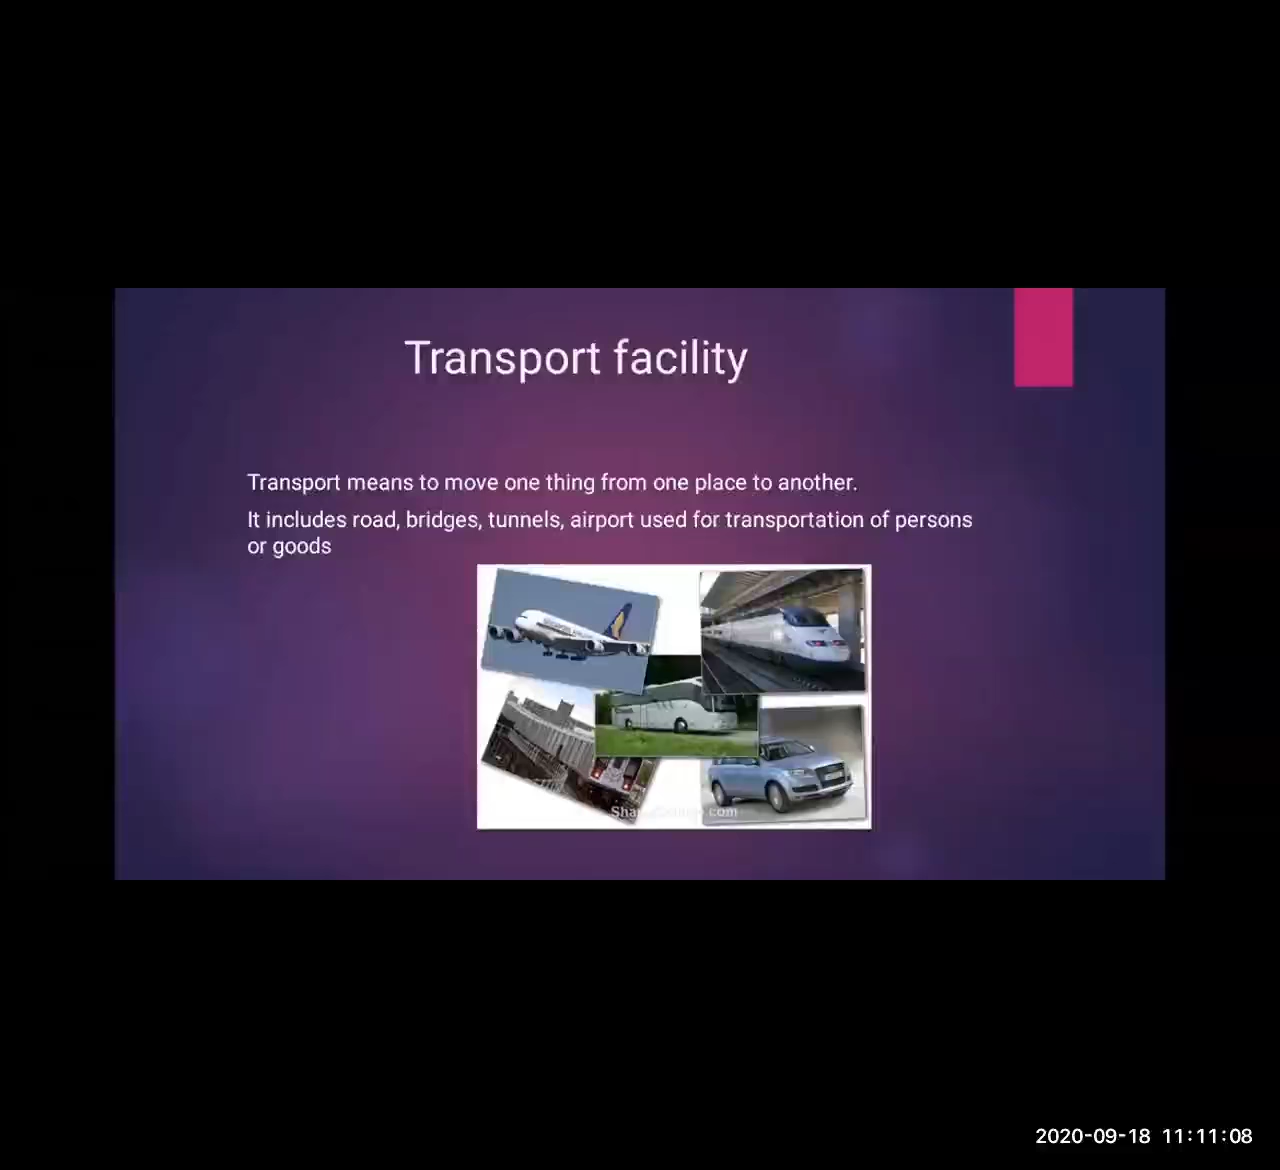 Transport facility
Transport means to move one thing from one place to another.
It includes road, bridges, tunnels, airport used for transportation of persons
or goods
2020-09-18 11:11:08